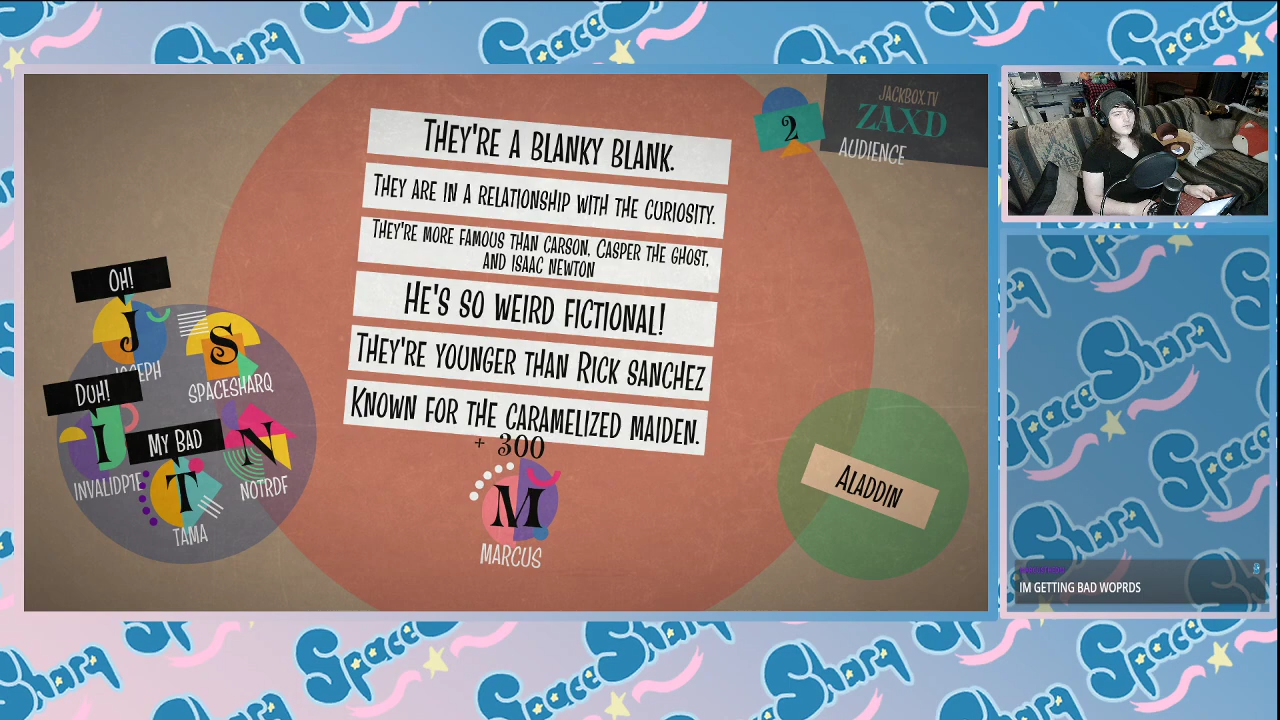 Space Sharq
JACKBOX.TV
ZAXD
2
AUDIENCE
THEY'RE A BLANKY BLANK.
THEY ARE IN A RELATIONSHIP WITH THE CURIOSITY.
THEY'RE MORE FAMOUS THAN CARSON, CASPER THE GHOST,
AND ISAAC NEWTON
HE'S SO WEIRD FICTIONAL!
THEY'RE YOUNGER THAN RICK SANCHEZ
KNOWN FOR THE CARAMELIZED MAIDEN.
+ 300
M
MARCUS
OH!
J
S
SPACESHARQ
DUH!
I
INVALIDP1E
MY BAD
T
TAMA
N
NOTRDF
ALADDIN
IM GETTING BAD WOPRDS